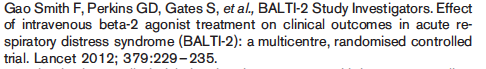 Gao Smith F, Perkins GD, Gates S, et al., BALTI-2 Study Investigators. Effect
of intravenous beta-2 agonist treatment on clinical outcomes in acute re-
spiratory distress syndrome (BALTI-2): a multicentre, randomised controlled
trial. Lancet 2012; 379:229–235.